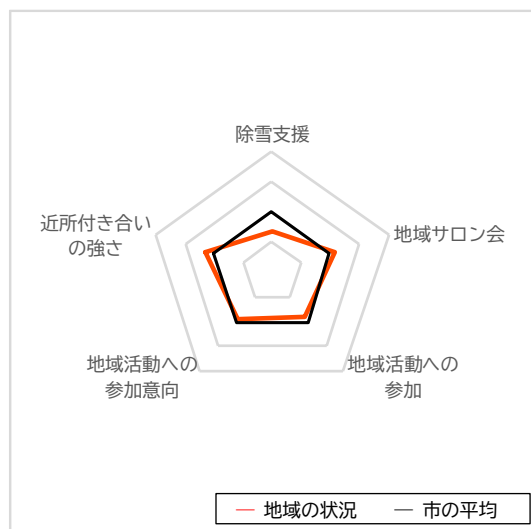 除雪支援
近所付き合い
の強さ
地域サロン会
地域活動への
参加意向
地域活動への
参加
地域の状況
市の平均